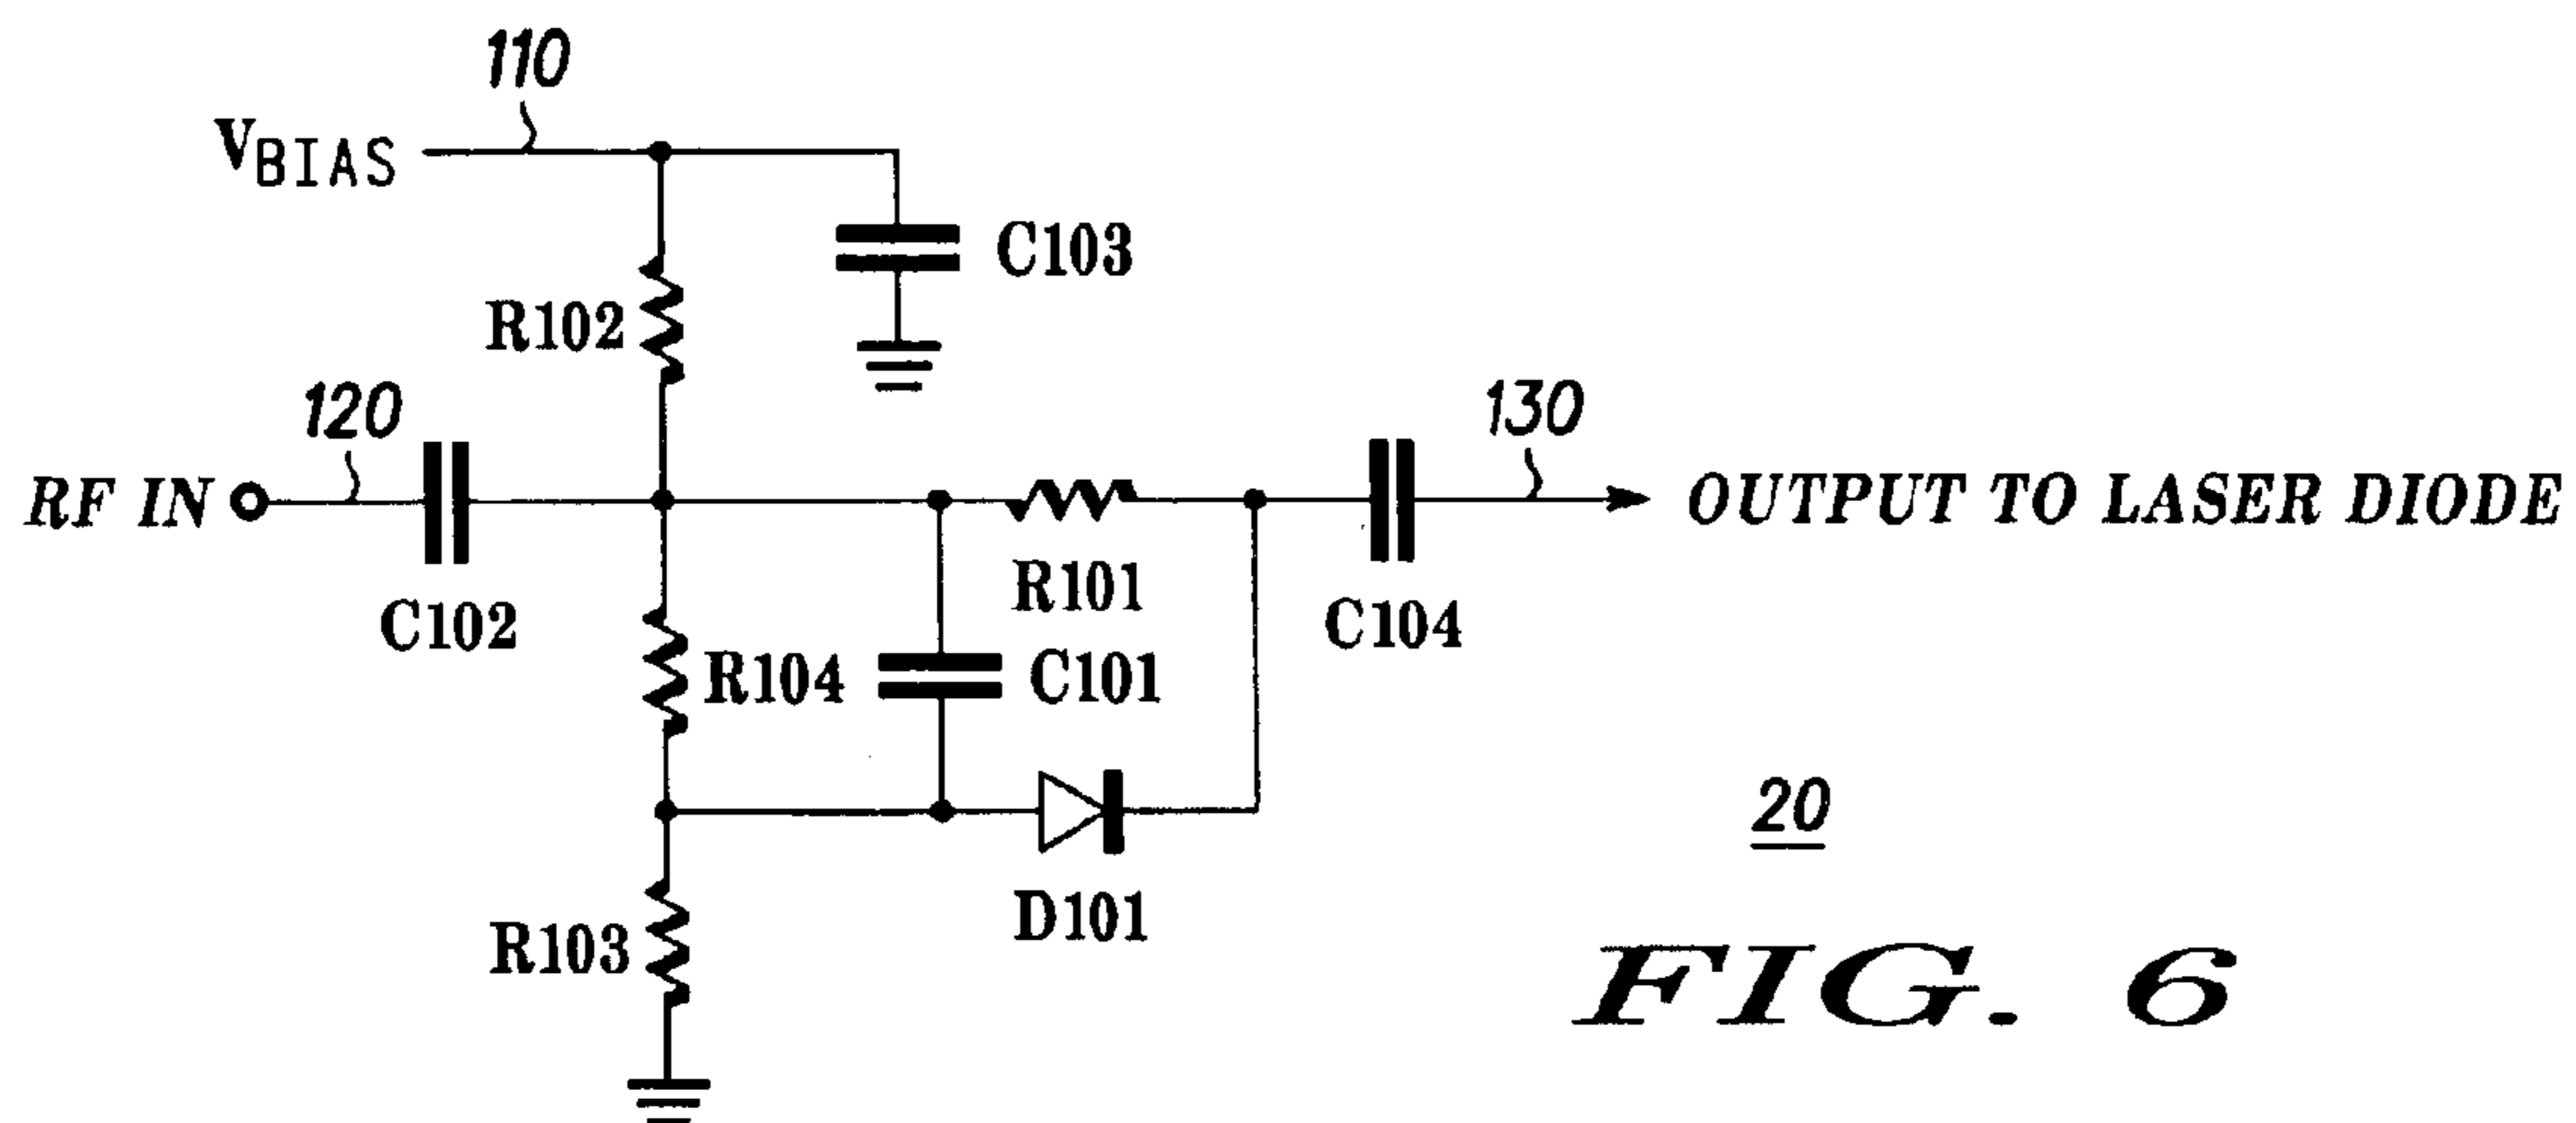 110
VBIAS
C103
R102
120
130
RF IN
OUTPUT TO LASER DIODE
R101
C102
C104
R104
C101
20
D101
R103
FIG. 6